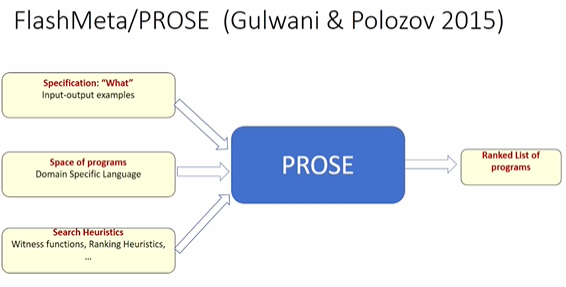 FlashMeta/PROSE (Gulwani & Polozov 2015)
Specification: “What”
Input-output examples
Space of programs
Domain Specific Language
Search Heuristics
Witness functions, Ranking Heuristics,
...
PROSE
Ranked List of
programs